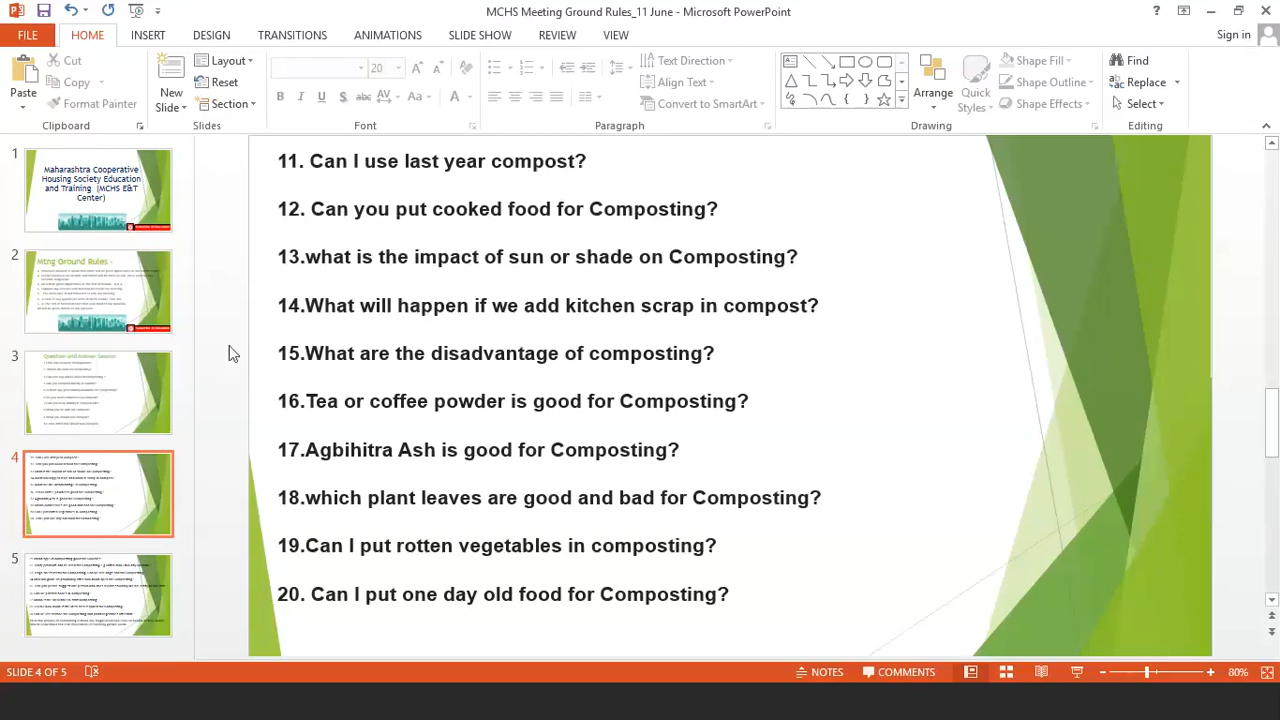 MCHS Meeting Ground Rules_11 June - Microsoft PowerPoint
FILE HOME INSERT DESIGN TRANSITIONS ANIMATIONS SLIDE SHOW REVIEW VIEW Sign in
Paste
Cut
Copy
Format Painter
Clipboard
New Slide
Layout
Reset
Section
Slides
20
Font
Text Direction
Align Text
Convert to SmartArt
Paragraph
Arrange
Quick Styles
Shape Fill
Shape Outline
Shape Effects
Drawing
Find
Replace
Select
Editing
1
Maharashtra Cooperative
Housing Society Education
and Training (MCHS E&T
Center)
2
Mtng Ground Rules -
3
Question and Answer Session
4
5
11. Can I use last year compost?
12. Can you put cooked food for Composting?
13.what is the impact of sun or shade on Composting?
14.What will happen if we add kitchen scrap in compost?
15.What are the disadvantage of composting?
16.Tea or coffee power is good for Composting?
17.Agbihitra Ash is good for Composting?
18.which plant leave are good and bad for Composting?
19.Can I put rotten vegetables in composting?
20. Can I put one day old food for Composting?
SLIDE 4 OF 5 NOTES COMMENTS 80%